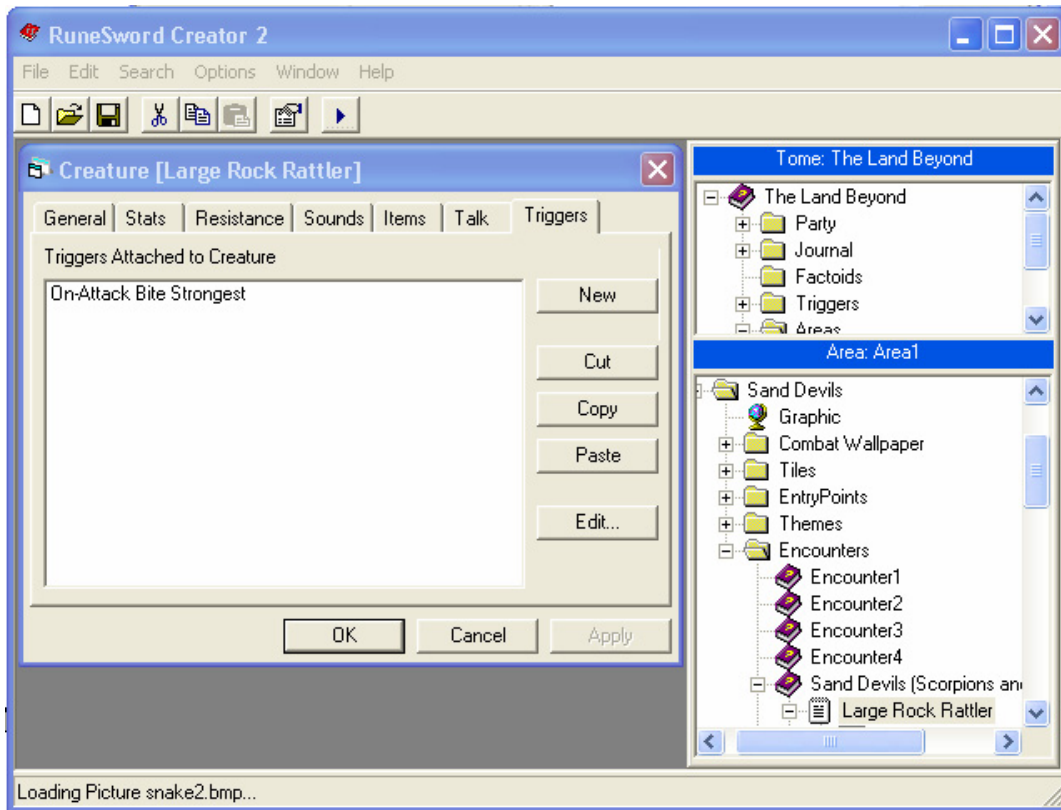 RuneSword Creator 2
File Edit Search Options Window Help
Creature [Large Rock Rattler]
General Stats Resistance Sounds Items Talk Triggers
Triggers Attached to Creature
On-Attack Bite Strongest
New
Cut
Copy
Paste
Edit...
OK Cancel Apply
Tome: The Land Beyond
The Land Beyond
Party
Journal
Factoids
Triggers
Areas
Area: Area1
Sand Devils
Graphic
Combat Wallpaper
Tiles
EntryPoints
Themes
Encounters
Encounter1
Encounter2
Encounter3
Encounter4
Sand Devils (Scorpions an
Large Rock Rattler
Loading Picture snake2.bmp...